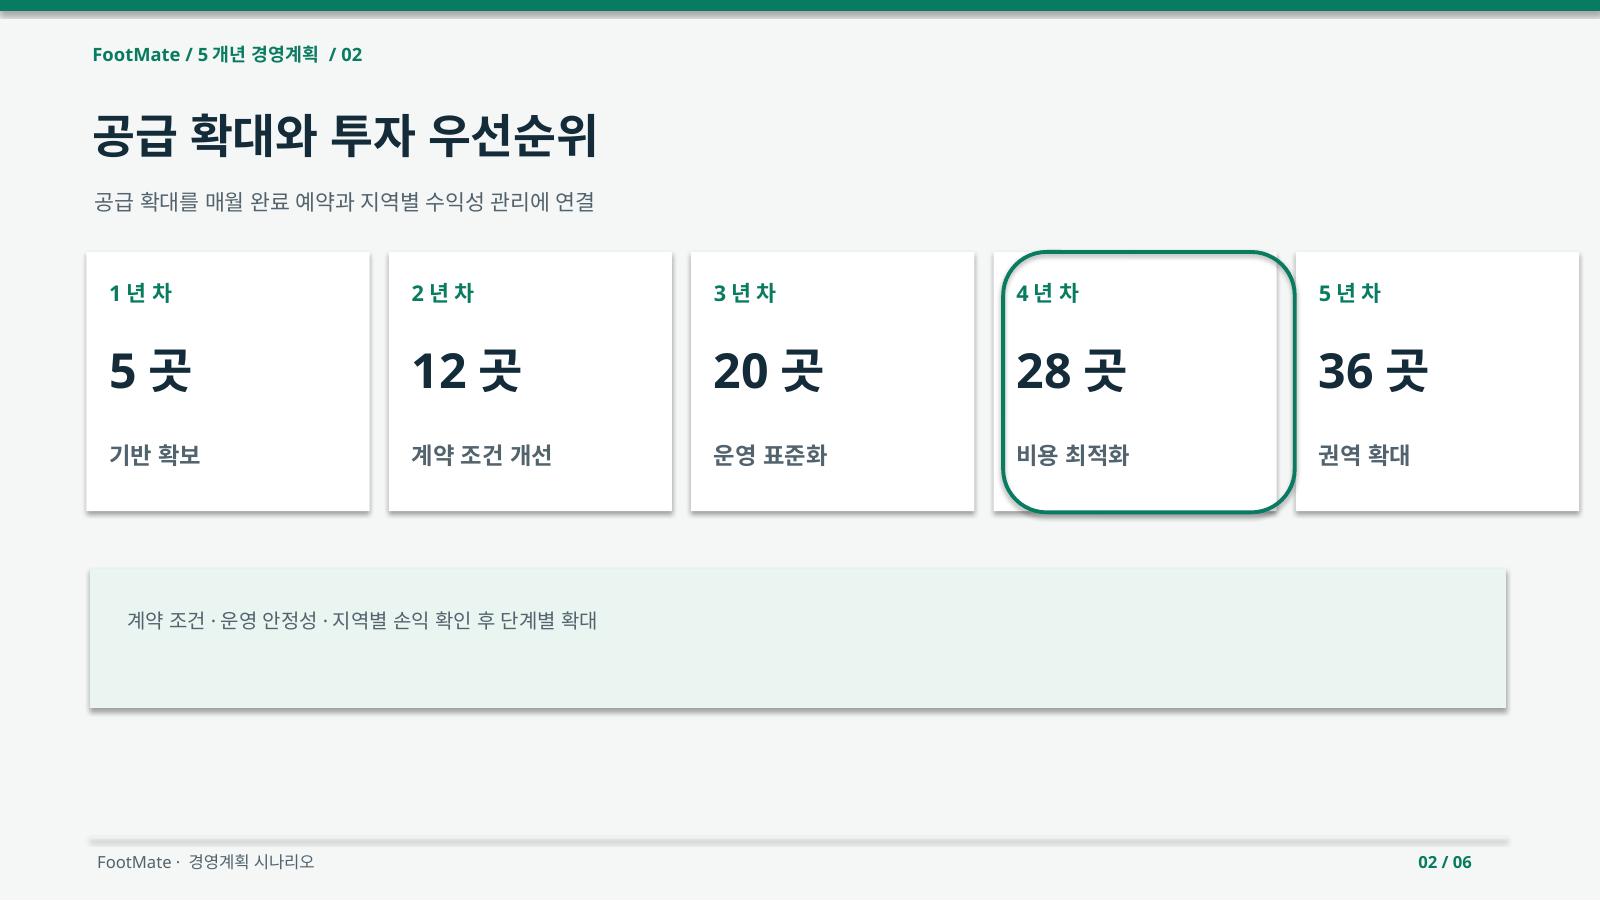 FootMate / 5 개년 경영계획 / 02
공급 확대와 투자 우선순위
공급 확대를 매월 완료 예약과 지역별 수익성 관리에 연결
1 년 차
5 곳
기반 확보
2 년 차
12 곳
계약 조건 개선
3 년 차
20 곳
운영 표준화
4 년 차
28 곳
비용 최적화
5 년 차
36 곳
권역 확대
계약 조건 · 운영 안정성 · 지역별 손익 확인 후 단계별 확대
FootMate · 경영계획 시나리오
02 / 06